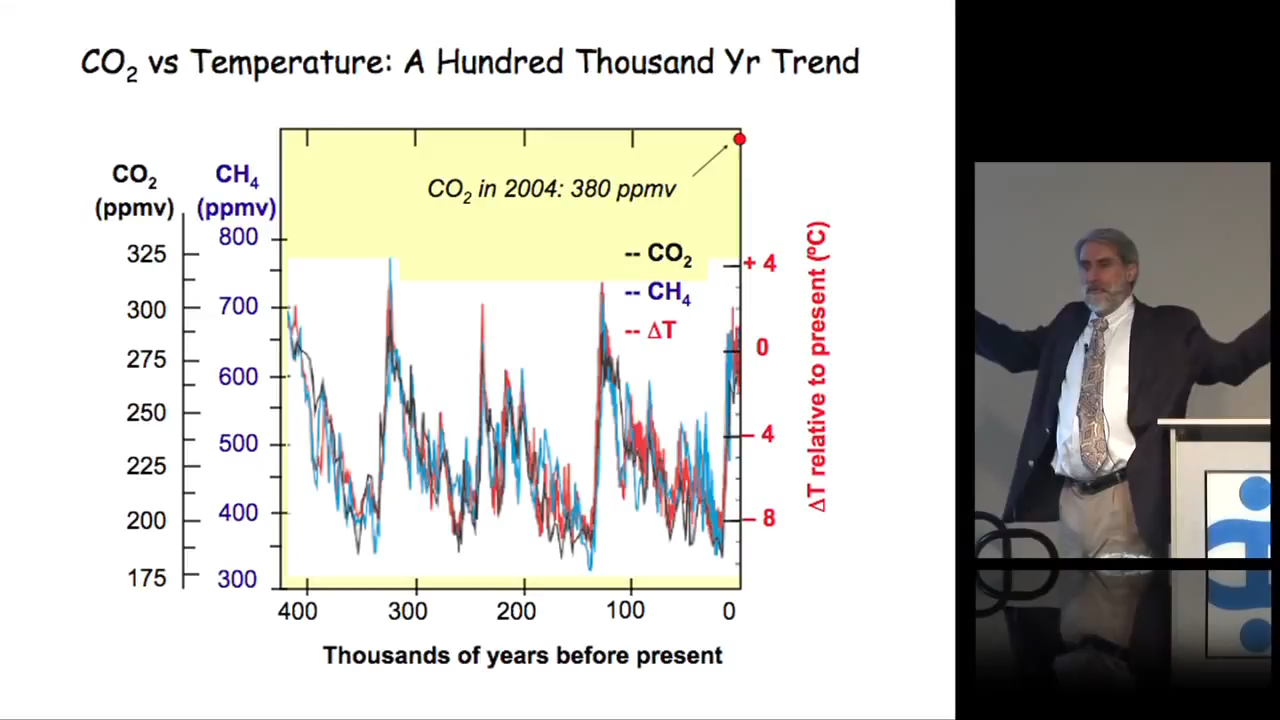 CO₂ vs Temperature: A Hundred Thousand Yr Trend
CO₂
(ppmv)
CH₄
(ppmv)
CO₂ in 2004: 380 ppmv
800
700
600
500
400
300
325
300
275
250
225
200
175
-- CO₂
-- CH₄
-- ΔT
+ 4
0
– 4
– 8
ΔT relative to present (ºC)
400
300
200
100
0
Thousands of years before present